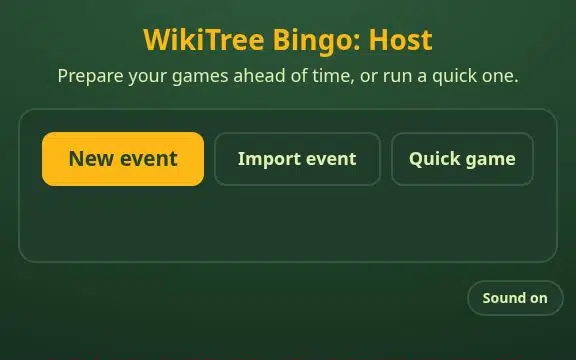 WikiTree Bingo: Host
Prepare your games ahead of time, or run a quick one.
New event
Import event
Quick game
Sound on